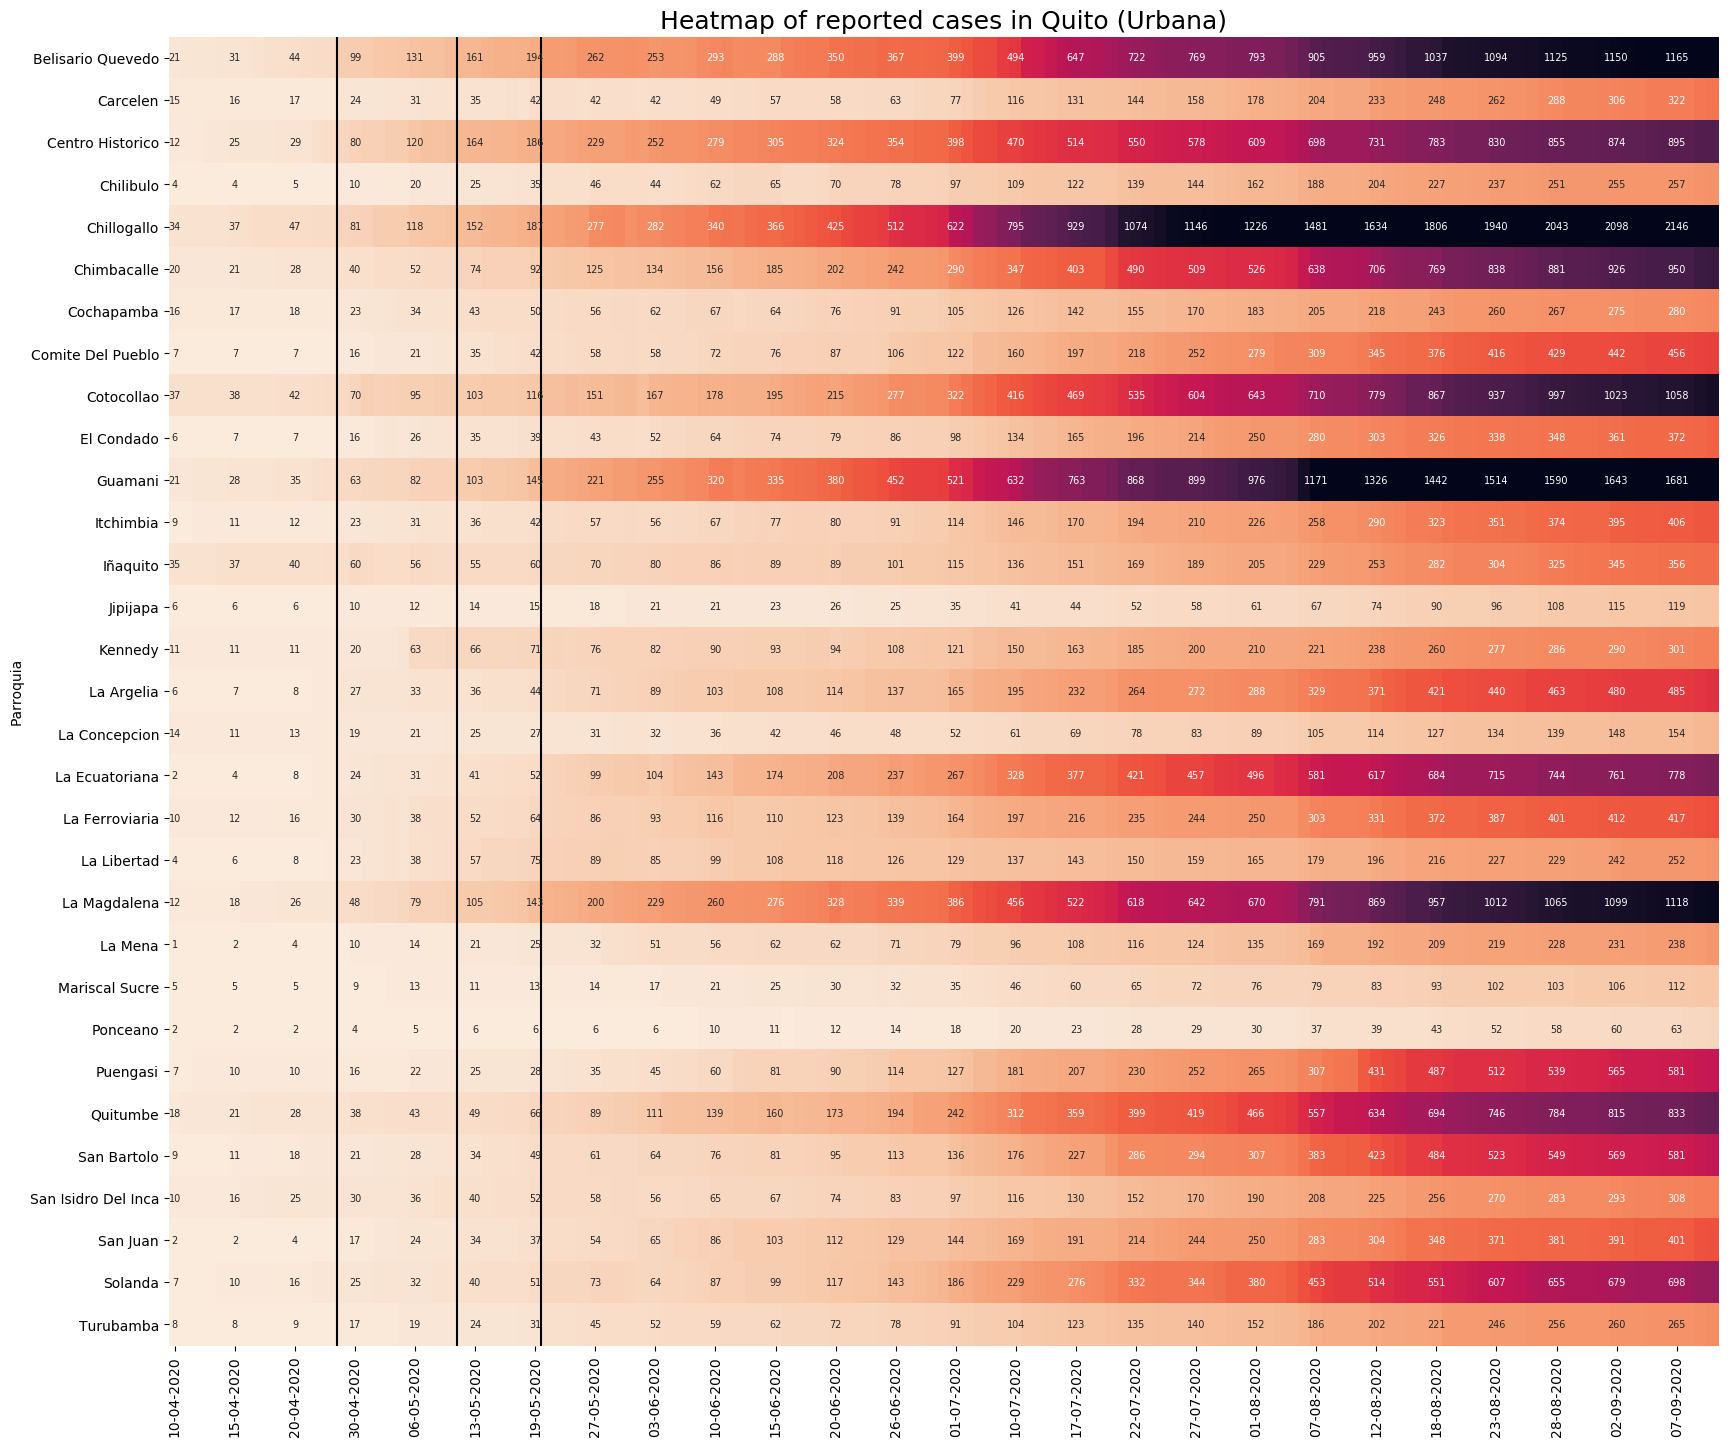 Heatmap of reported cases in Quito (Urbana)
Parroquia
Belisario Quevedo 21 31 44 99 131 161 194 262 253 293 288 350 367 399 494 647 722 769 793 905 959 1037 1094 1125 1150 1165
Carcelen 15 16 17 24 31 35 42 42 42 49 57 58 63 77 116 131 144 158 178 204 233 248 262 288 306 322
Centro Historico 12 25 29 80 120 164 186 229 252 279 305 324 354 398 470 514 550 578 609 698 731 783 830 855 874 895
Chilibulo 4 4 5 10 20 25 35 46 44 62 65 70 78 97 109 122 139 144 162 188 204 227 237 251 255 257
Chillogallo 34 37 47 81 118 152 187 277 282 340 366 425 512 622 795 929 1074 1146 1226 1481 1634 1806 1940 2043 2098 2146
Chimbacalle 20 21 28 40 52 74 92 125 134 156 185 202 242 290 347 403 490 509 526 638 706 769 838 881 926 950
Cochapamba 16 17 18 23 34 43 50 56 62 67 64 76 91 105 126 142 155 170 183 205 218 243 260 267 275 280
Comite Del Pueblo 7 7 7 16 21 35 42 58 58 72 76 87 106 122 160 197 218 252 279 309 345 376 416 429 442 456
Cotocollao 37 38 42 70 95 103 116 151 167 178 195 215 277 322 416 469 535 604 643 710 779 867 937 997 1023 1058
El Condado 6 7 7 16 26 35 39 43 52 64 74 79 86 98 134 165 196 214 250 280 303 326 338 348 361 372
Guamani 21 28 35 63 82 103 145 221 255 320 335 380 452 521 632 763 868 899 976 1171 1326 1442 1514 1590 1643 1681
Itchimbia 9 11 12 23 31 36 42 57 56 67 77 80 91 114 146 170 194 210 226 258 290 323 351 374 395 406
Iñaquito 35 37 40 60 56 55 60 70 80 86 89 89 101 115 136 151 169 189 205 229 253 282 304 325 345 356
Jipijapa 6 6 6 10 12 14 15 18 21 21 23 26 25 35 41 44 52 58 61 67 74 90 96 108 115 119
Kennedy 11 11 11 20 63 66 71 76 82 90 93 94 108 121 150 163 185 200 210 221 238 260 277 286 290 301
La Argelia 6 7 8 27 33 36 44 71 89 103 108 114 137 165 195 232 264 272 288 329 371 421 440 463 480 485
La Concepcion 14 11 13 19 21 25 27 31 32 36 42 46 48 52 61 69 78 83 89 105 114 127 134 139 148 154
La Ecuatoriana 2 4 8 24 31 41 52 99 104 143 174 208 237 267 328 377 421 457 496 581 617 684 715 744 761 778
La Ferroviaria 10 12 16 30 38 52 64 86 93 116 110 123 139 164 197 216 235 244 250 303 331 372 387 401 412 417
La Libertad 4 6 8 23 38 57 75 89 85 99 108 118 126 129 137 143 150 159 165 179 196 216 227 229 242 252
La Magdalena 12 18 26 48 79 105 143 200 229 260 276 328 339 386 456 522 618 642 670 791 869 957 1012 1065 1099 1118
La Mena 1 2 4 10 14 21 25 32 51 56 62 62 71 79 96 108 116 124 135 169 192 209 219 228 231 238
Mariscal Sucre 5 5 5 9 13 11 13 14 17 21 25 30 32 35 46 60 65 72 76 79 83 93 102 103 106 112
Ponceano 2 2 2 4 5 6 6 6 6 10 11 12 14 18 20 23 28 29 30 37 39 43 52 58 60 63
Puengasi 7 10 10 16 22 25 28 35 45 60 81 90 114 127 181 207 230 252 265 307 431 487 512 539 565 581
Quitumbe 18 21 28 38 43 49 66 89 111 139 160 173 194 242 312 359 399 419 466 557 634 694 746 784 815 833
San Bartolo 9 11 18 21 28 34 49 61 64 76 81 95 113 136 176 227 286 294 307 383 423 484 523 549 569 581
San Isidro Del Inca 10 16 25 30 36 40 52 58 56 65 67 74 83 97 116 130 152 170 190 208 225 256 270 283 293 308
San Juan 2 2 4 17 24 34 37 54 65 86 103 112 129 144 169 191 214 244 250 283 304 348 371 381 391 401
Solanda 7 10 16 25 32 40 51 73 64 87 99 117 143 186 229 276 332 344 380 453 514 551 607 655 679 698
Turubamba 8 8 9 17 19 24 31 45 52 59 62 72 78 91 104 123 135 140 152 186 202 221 246 256 260 265
10-04-2020 15-04-2020 20-04-2020 30-04-2020 06-05-2020 13-05-2020 19-05-2020 27-05-2020 03-06-2020 10-06-2020 15-06-2020 20-06-2020 26-06-2020 01-07-2020 10-07-2020 17-07-2020 22-07-2020 27-07-2020 01-08-2020 07-08-2020 12-08-2020 18-08-2020 23-08-2020 28-08-2020 02-09-2020 07-09-2020